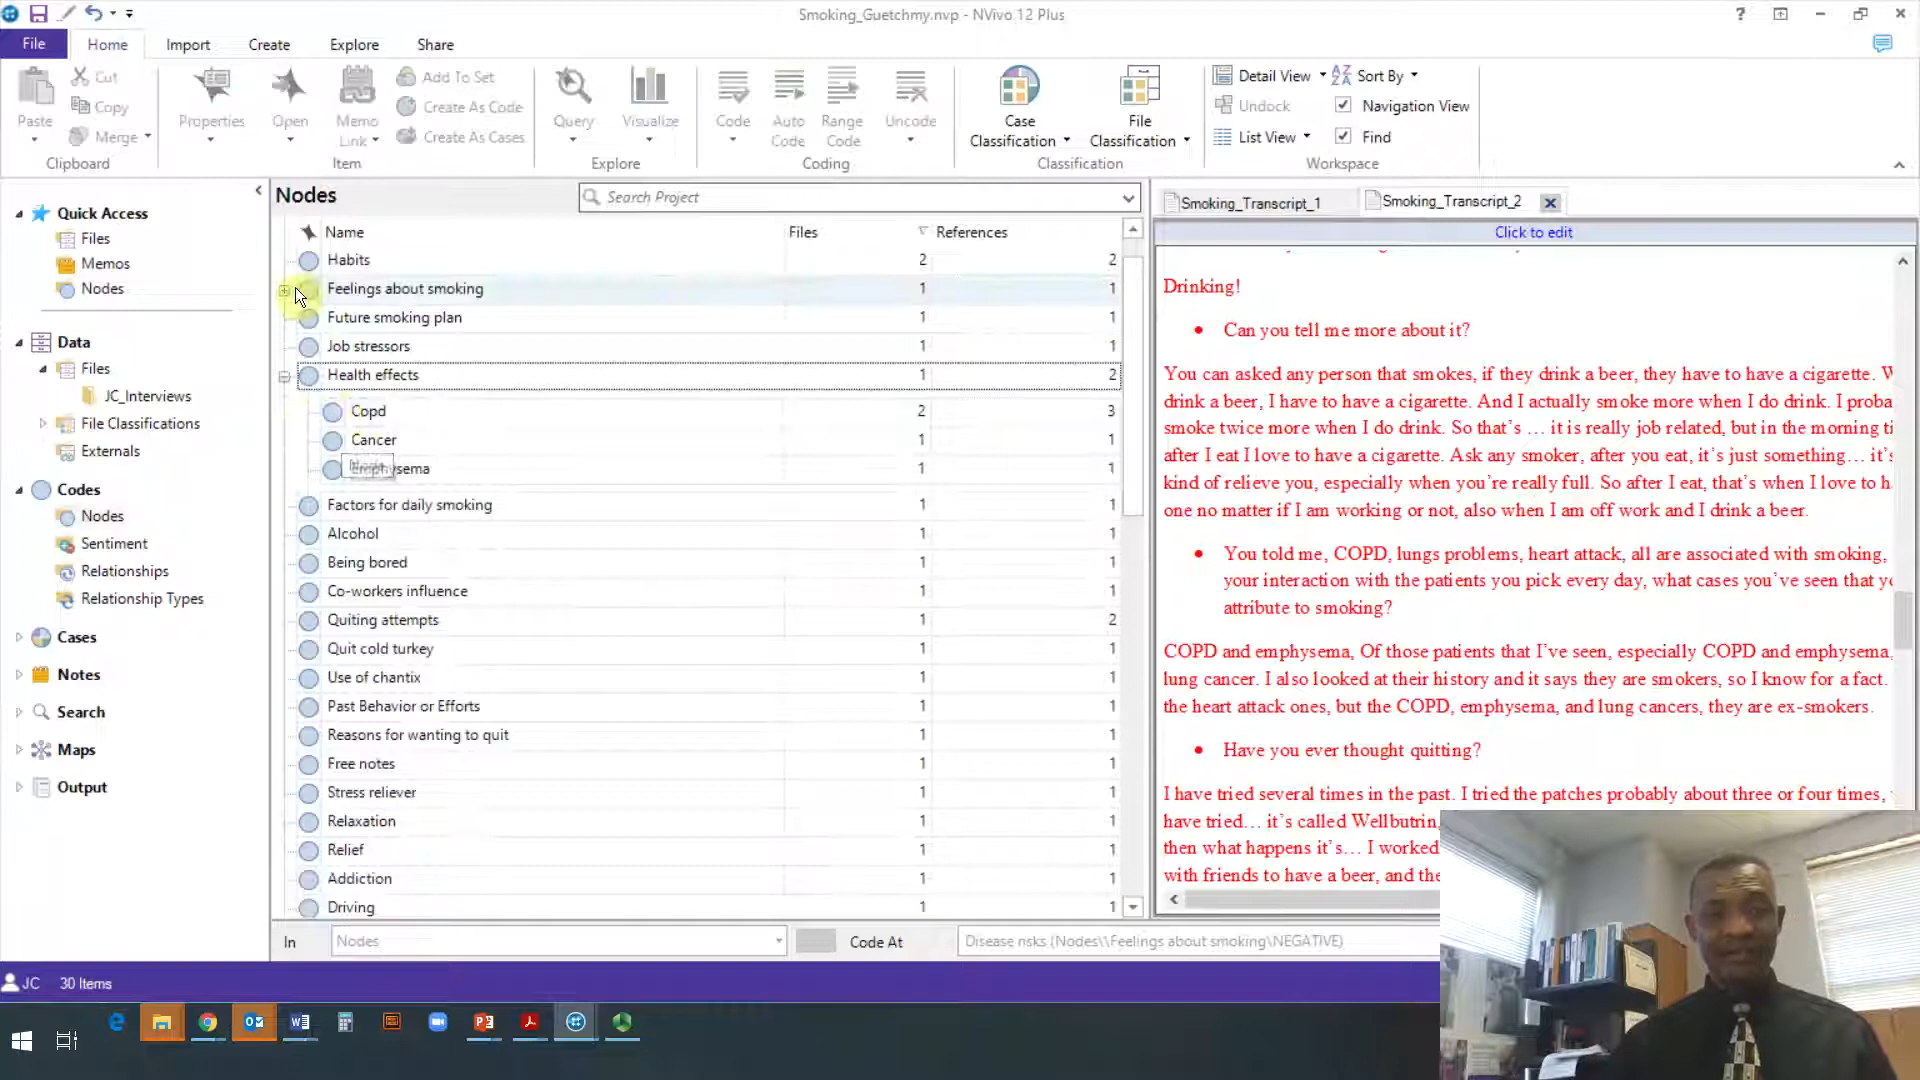 Smoking_Guetchmy.nvp - NVivo 12 Plus
File
Home
Import
Create
Explore
Share
Paste
Cut
Copy
Merge
Clipboard
Properties
Open
Memo Link
Add To Set
Create As Code
Create As Cases
Item
Query
Visualize
Explore
Code
Auto Code
Range Code
Uncode
Coding
Case Classification
File Classification
Classification
Detail View
Sort By
Undock
Navigation View
List View
Find
Workspace
Quick Access
Files
Memos
Nodes
Data
Files
JC_Interviews
File Classifications
Externals
Codes
Nodes
Sentiment
Relationships
Relationship Types
Cases
Notes
Search
Maps
Output
Nodes
Search Project
Name Files References
Habits 2 2
Feelings about smoking 1 1
Future smoking plan 1 1
Job stressors 1 1
Health effects 1 2
Copd 2 3
Cancer 1 1
Emphysema 1 1
Factors for daily smoking 1 1
Alcohol 1 1
Being bored 1 1
Co-workers influence 1 1
Quiting attempts 1 2
Quit cold turkey 1 1
Use of chantix 1 1
Past Behavior or Efforts 1 1
Reasons for wanting to quit 1 1
Free notes 1 1
Stress reliever 1 1
Relaxation 1 1
Relief 1 1
Addiction 1 1
Driving 1 1
In Nodes Code At Disease risks (Nodes\\Feelings about smoking\NEGATIVE)
Smoking_Transcript_1
Smoking_Transcript_2
Click to edit
Drinking!
• Can you tell me more about it?
You can asked any person that smokes, if they drink a beer, they have to have a cigarette.
drink a beer, I have to have a cigarette. And I actually smoke more when I do drink. I proba
smoke twice more when I do drink. So that's … it is really job related, but in the morning ti
after I eat I love to have a cigarette. Ask any smoker, after you eat, it's just something… it's
kind of relieve you, especially when you're really full. So after I eat, that's when I love to h
one no matter if I am working or not, also when I am off work and I drink a beer.
• You told me, COPD, lungs problems, heart attack, all are associated with smoking,
your interaction with the patients you pick every day, what cases you've seen that yo
attribute to smoking?
COPD and emphysema, Of those patients that I've seen, especially COPD and emphysema,
lung cancer. I also looked at their history and it says they are smokers, so I know for a fact.
the heart attack ones, but the COPD, emphysema, and lung cancers, they are ex-smokers.
• Have you ever thought quitting?
I have tried several times in the past. I tried the patches probably about three or four times,
have tried… it's called Wellbutrin,
then what happens it's… I worked
with friends to have a beer, and the
JC 30 Items